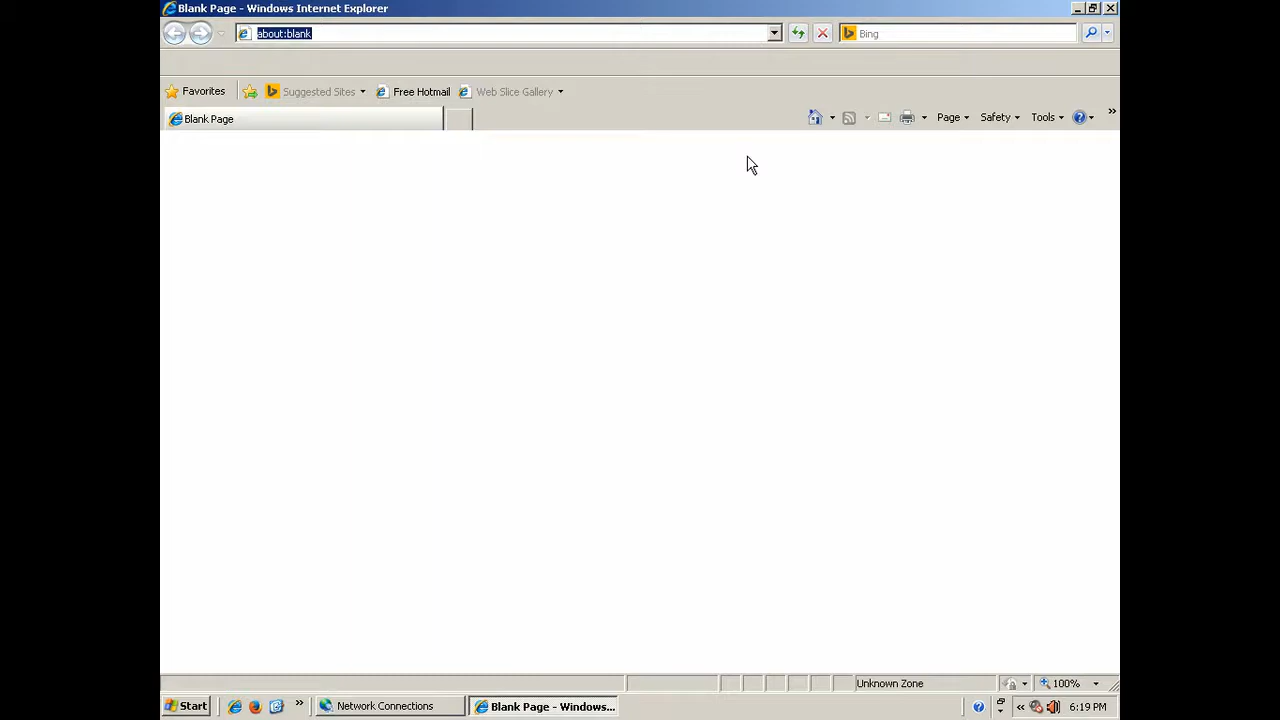 Blank Page - Windows Internet Explorer
about:blank
Bing
Favorites
Suggested Sites
Free Hotmail
Web Slice Gallery
Blank Page
Page
Safety
Tools
Unknown Zone
100%
Start
Network Connections
Blank Page - Windows...
6:19 PM